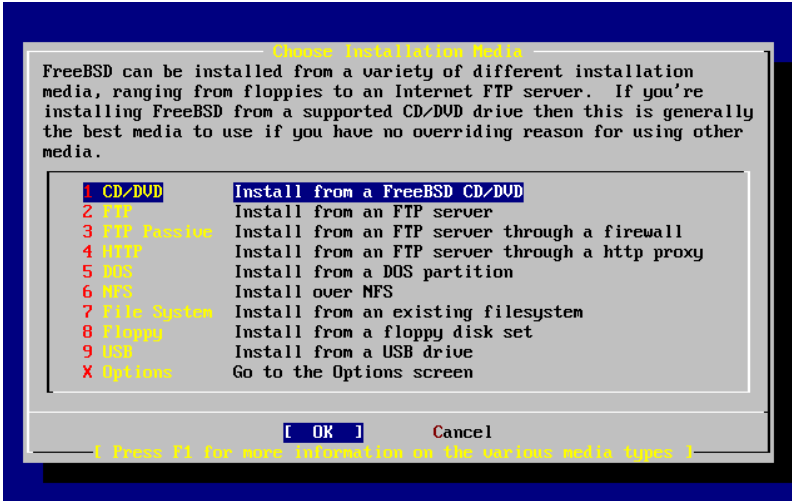 Choose Installation Media
FreeBSD can be installed from a variety of different installation
media, ranging from floppies to an Internet FTP server.  If you're
installing FreeBSD from a supported CD/DVD drive then this is generally
the best media to use if you have no overriding reason for using other
media.
1 CD/DVD Install from a FreeBSD CD/DVD
2 FTP Install from an FTP server
3 FTP Passive Install from an FTP server through a firewall
4 HTTP Install from an FTP server through a http proxy
5 DOS Install from a DOS partition
6 NFS Install over NFS
7 File System Install from an existing filesystem
8 Floppy Install from a floppy disk set
9 USB Install from a USB drive
X Options Go to the Options screen
[ OK ] Cancel
[ Press F1 for more information on the various media types ]